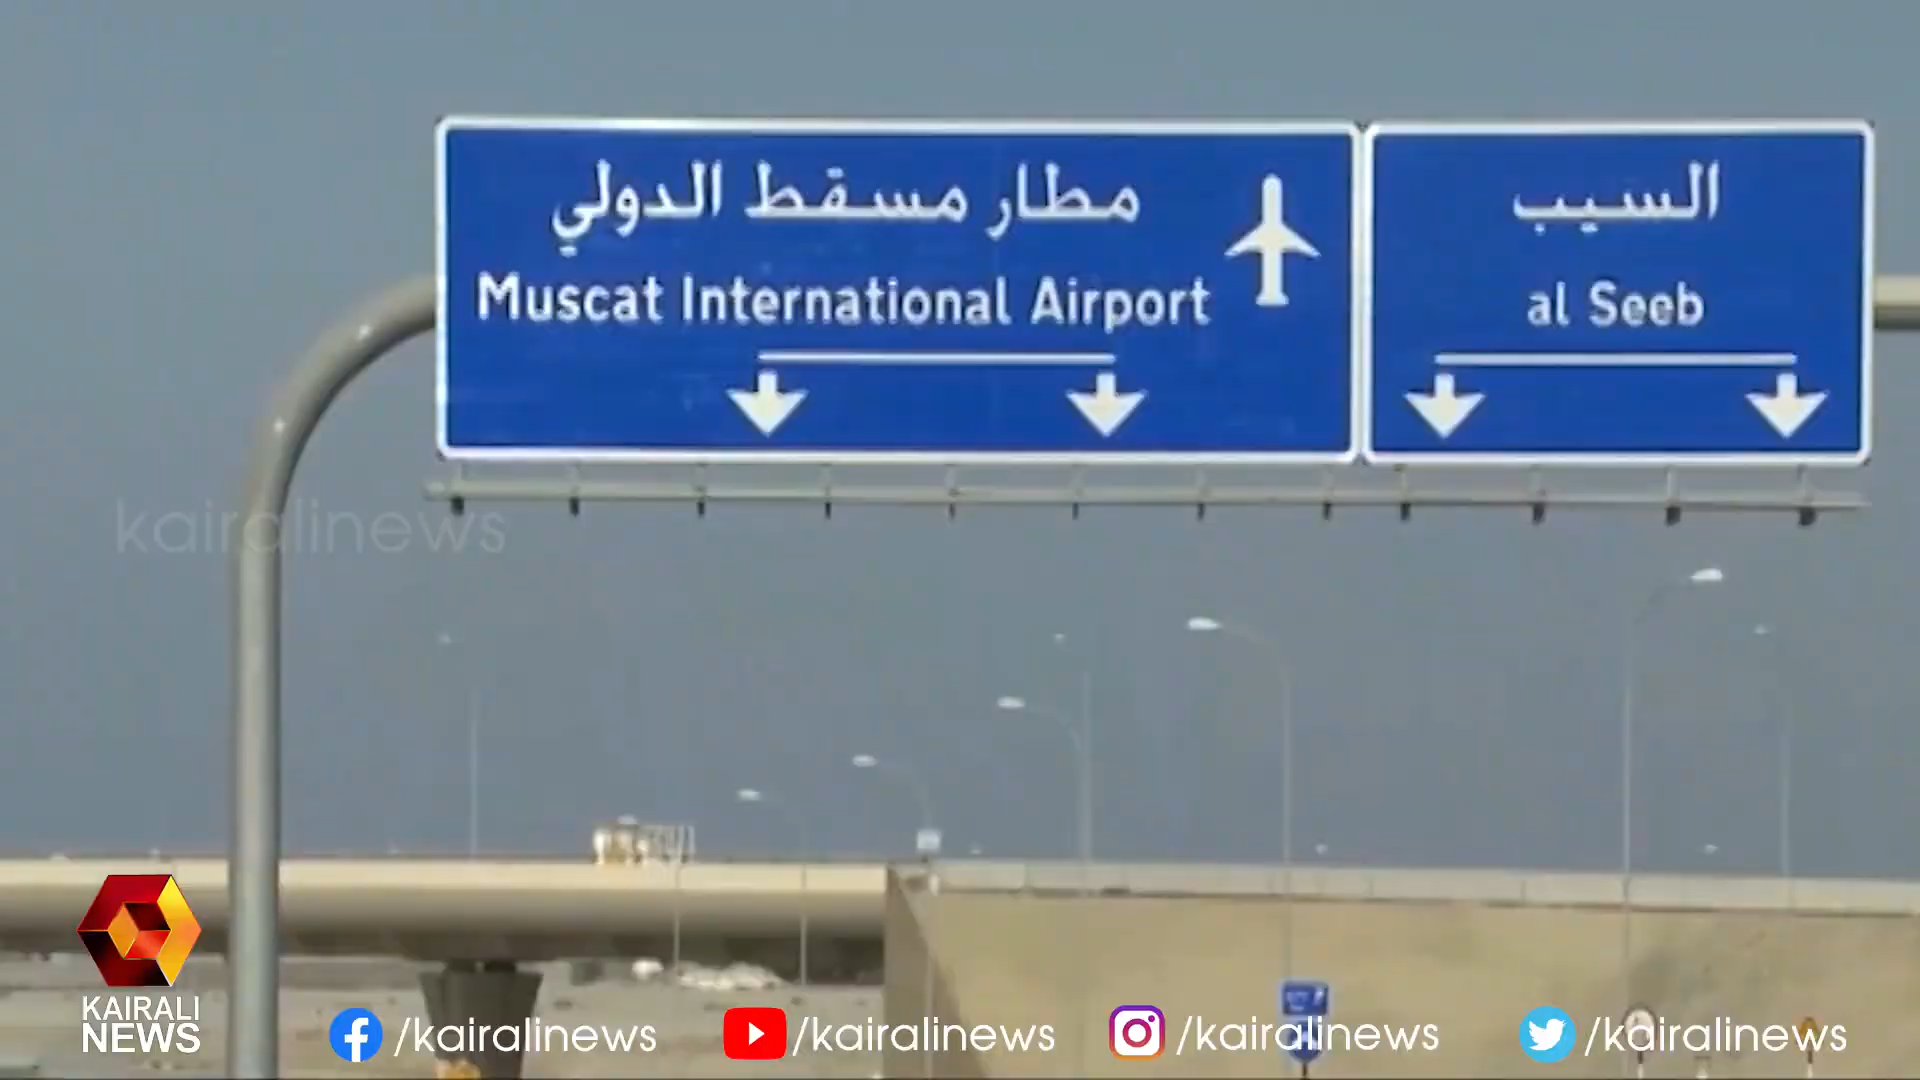 مطار مسقط الدولي
Muscat International Airport
السيب
al Seeb
kairalinews
KAIRALI
NEWS
/kairalinews
/kairalinews
/kairalinews
/kairalinews